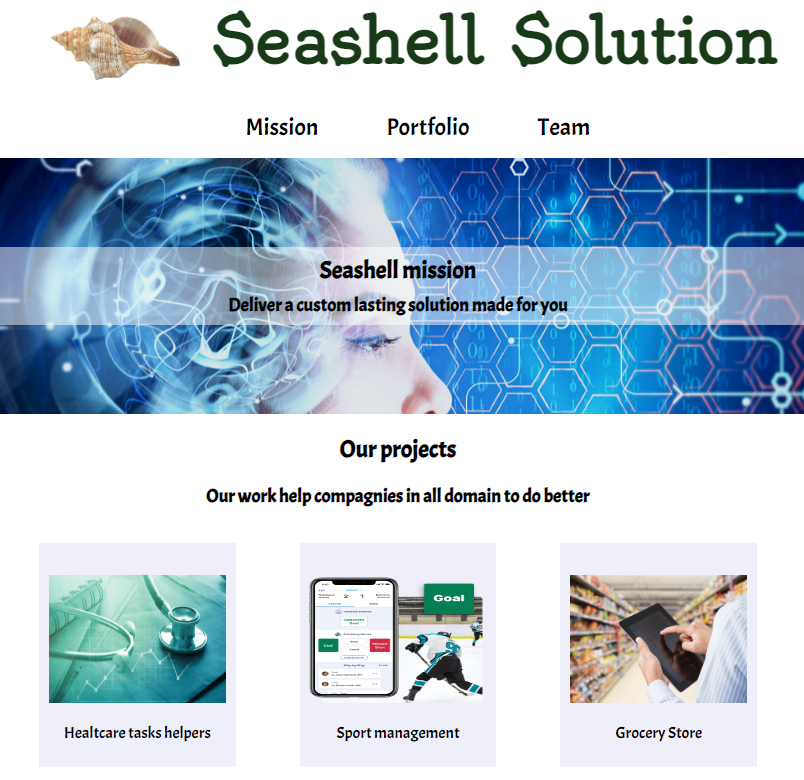 Seashell Solution
Mission Portfolio Team
Seashell mission
Deliver a custom lasting solution made for you
Our projects
Our work help compagnies in all domain to do better
Goal
Goal
Healtcare tasks helpers
Sport management
Grocery Store